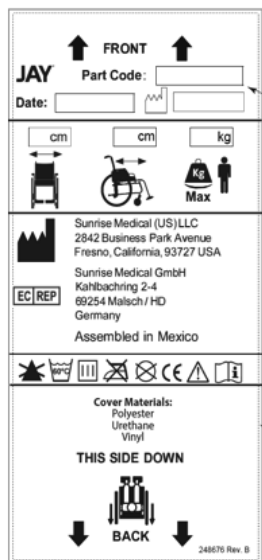 FRONT
JAY
Part Code:
Date:
cm
cm
kg
Kg
Max
Sunrise Medical (US) LLC
2842 Business Park Avenue
Fresno, California, 93727 USA
EC REP
Sunrise Medical GmbH
Kahlbachring 2-4
69254 Malsch / HD
Germany
Assembled in Mexico
60°C
CE
i
Cover Materials:
Polyester
Urethane
Vinyl
THIS SIDE DOWN
BACK
248676 Rev. B